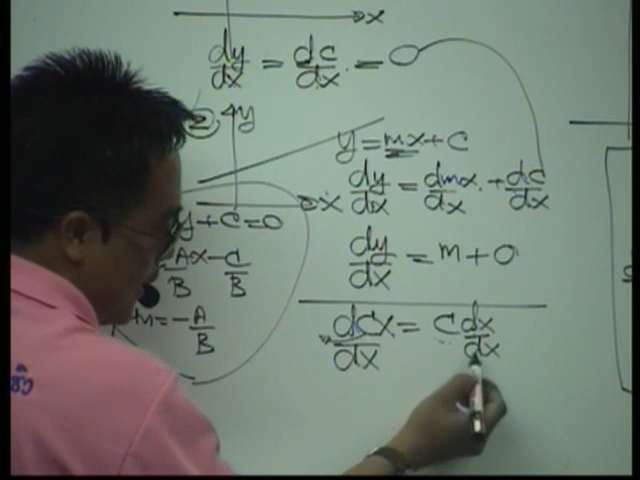 x
dy/dx = dc/dx = 0
2 y
y = mx + c
x
dy/dx = dmx/dx + dc/dx
y + C = 0
dy/dx = m + 0
-A/B x - C/B
m = -A/B
dcx/dx = c dx/dx